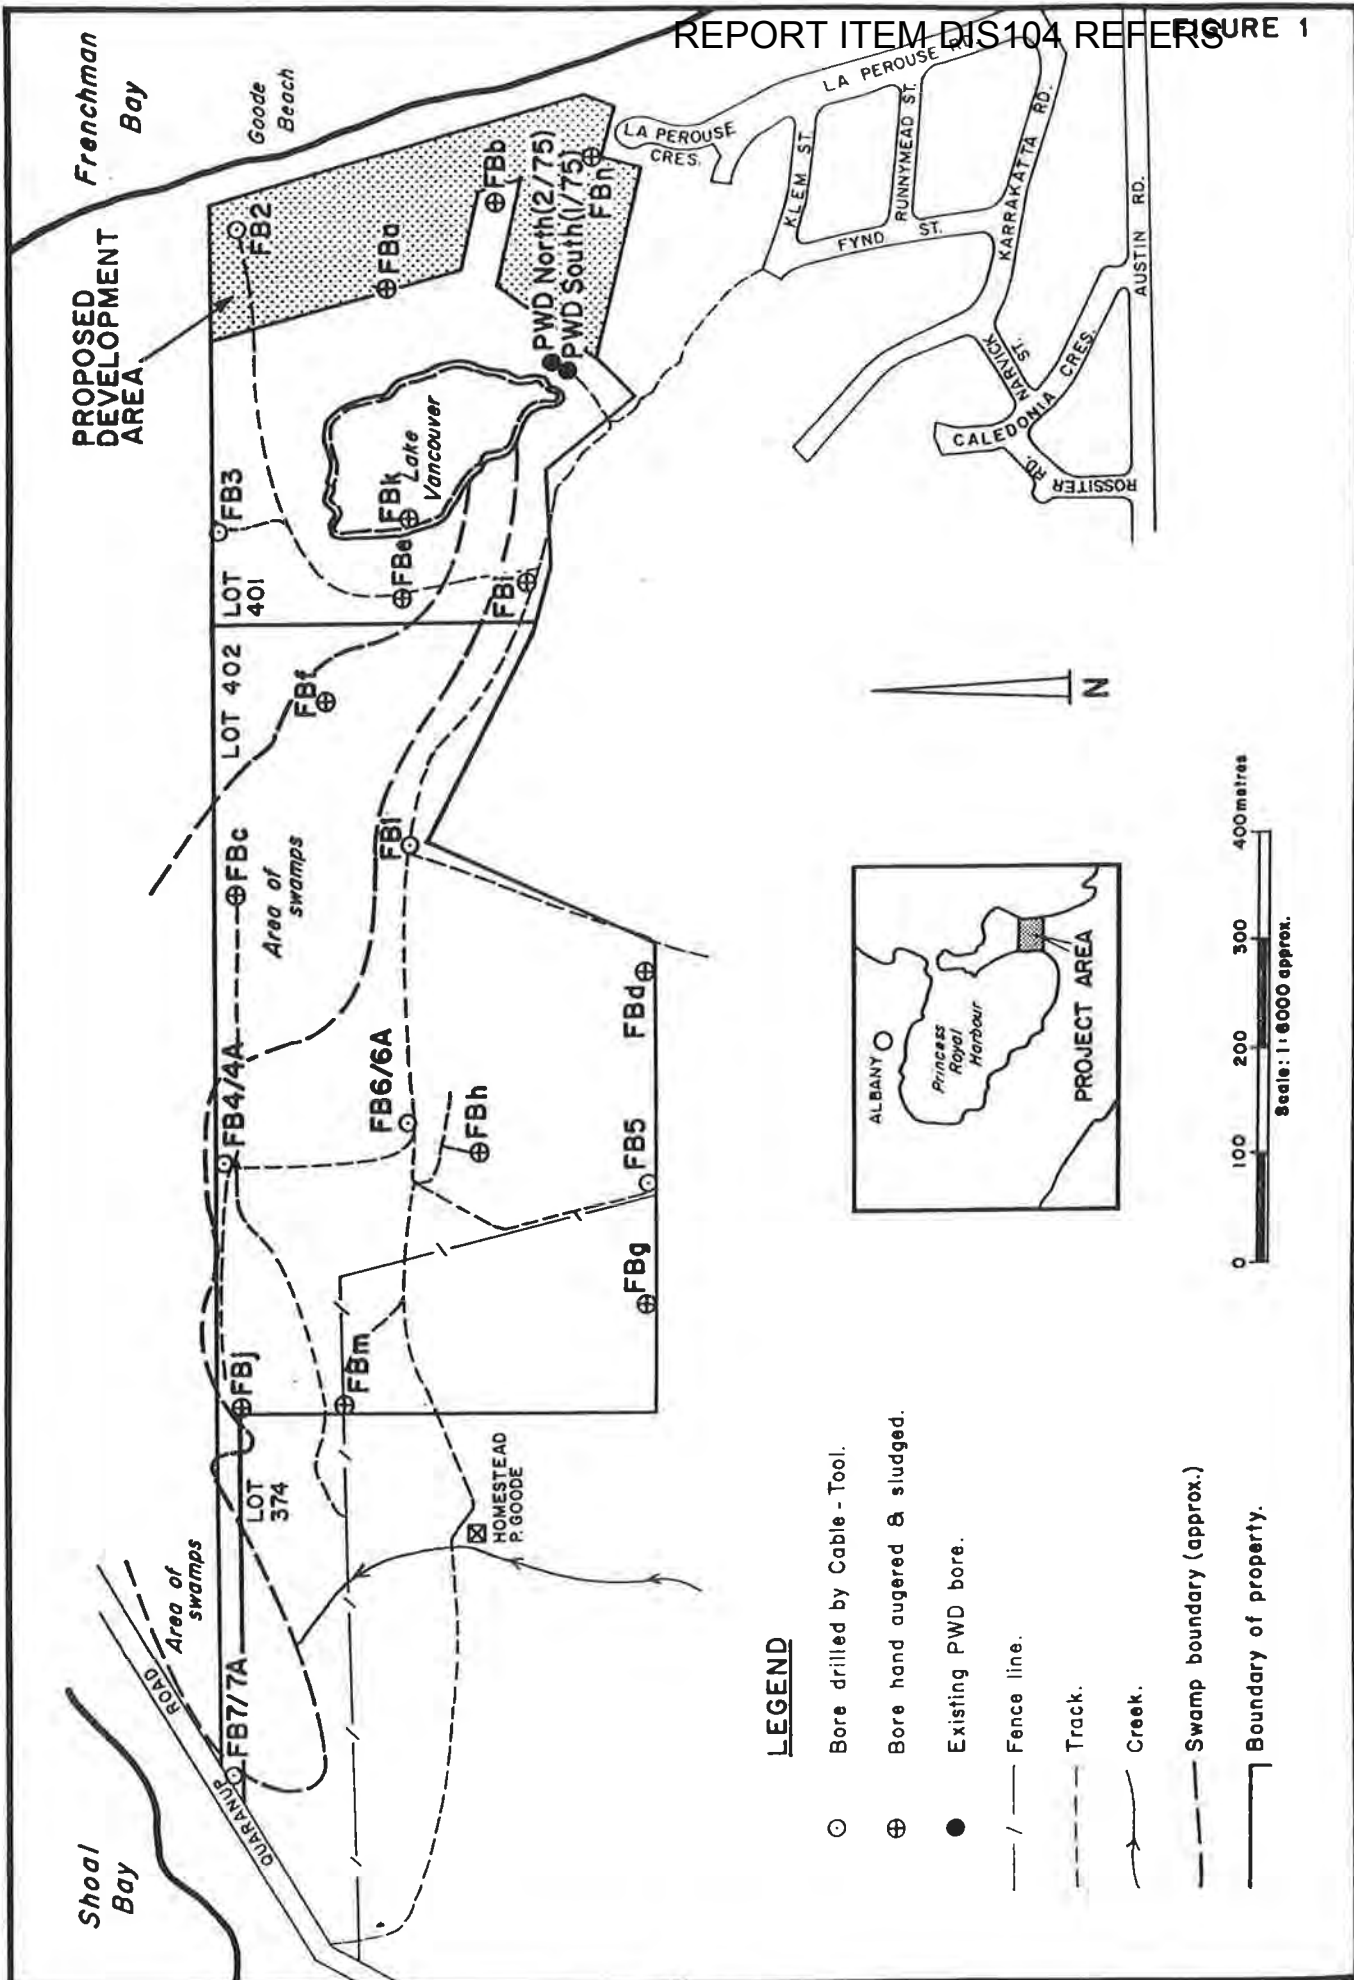 REPORT ITEM DIS104 REFERS
FIGURE 1
Frenchman
Bay
Goode
Beach
PROPOSED
DEVELOPMENT
AREA
FB2
FBa
FBb
PWD North(2/75)
PWD South(1/75)
FBn
LA PEROUSE RD.
LA PEROUSE
CRES.
KLEM ST.
RUNNYMEAD ST.
FYND ST.
KARRAKATTA RD.
AUSTIN RD.
NARVICK
ST.
CALEDONIA CRES.
ROSSITER RD.
Lake
Vancouver
FBk
FBe
FB3
LOT
401
FBi
LOT 402
FBf
FBc
Area of
swamps
FB1
FBd
FB4/4A
FB6/6A
FBh
FB5
FBg
FBj
FBm
LOT
374
HOMESTEAD
P. GOODE
Area of
swamps
FB7/7A
QUARANUP ROAD
Shoal
Bay
N
ALBANY
Princess
Royal
Harbour
PROJECT AREA
0 100 200 300 400 metres
Scale: 1:6000 approx.
LEGEND
Bore drilled by Cable - Tool.
Bore hand augered & sludged.
Existing PWD bore.
Fence line.
Track.
Creek.
Swamp boundary (approx.)
Boundary of property.